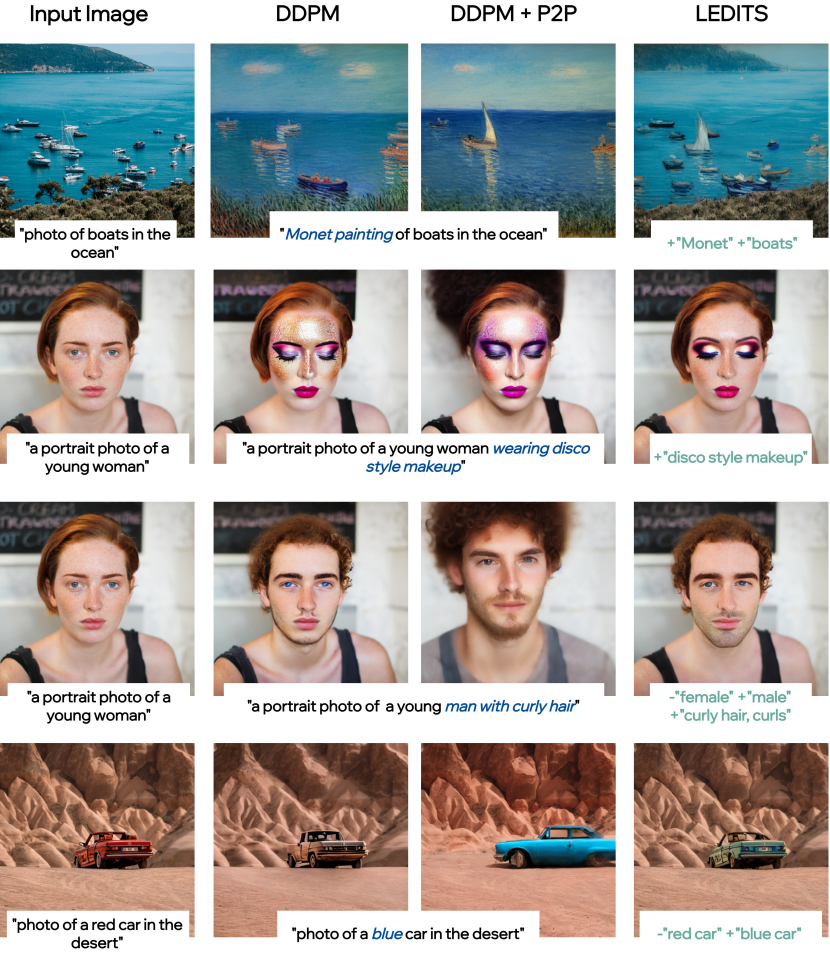 Input Image
DDPM
DDPM + P2P
LEDITS
"photo of boats in the
ocean"
"Monet painting of boats in the ocean"
+"Monet" +"boats"
"a portrait photo of a
young woman"
"a portrait photo of a young woman wearing disco
style makeup"
+"disco style makeup"
"a portrait photo of a
young woman"
"a portrait photo of  a young man with curly hair"
-"female" +"male"
+"curly hair, curls"
"photo of a red car in the
desert"
"photo of a blue car in the desert"
-"red car" +"blue car"